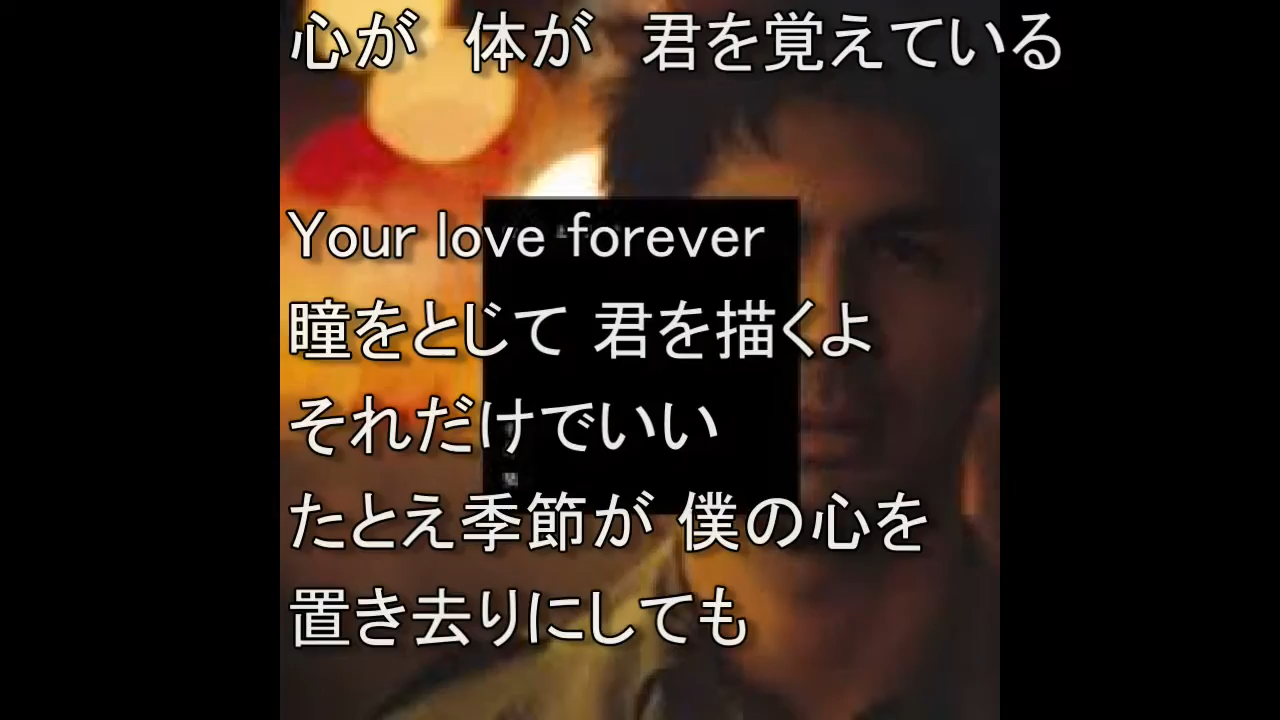 心が　体が　君を覚えている
Your love forever
瞳をとじて 君を描くよ
それだけでいい
たとえ季節が 僕の心を
置き去りにしても